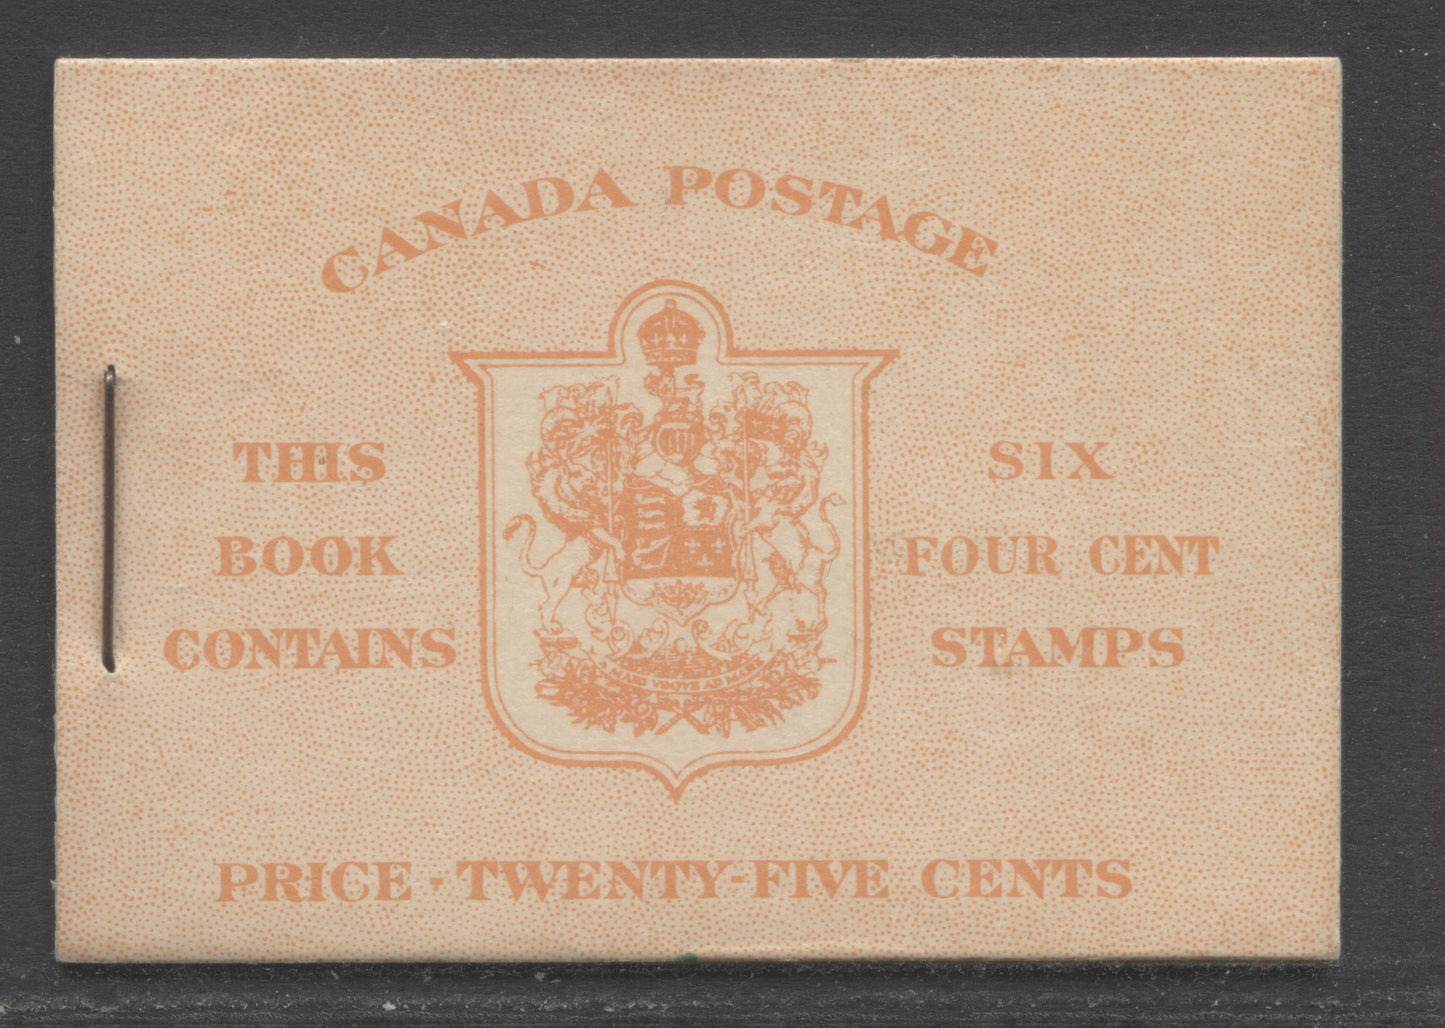 CANADA POSTAGE
THIS
BOOK
CONTAINS
SIX
FOUR CENT
STAMPS
PRICE · TWENTY-FIVE CENTS